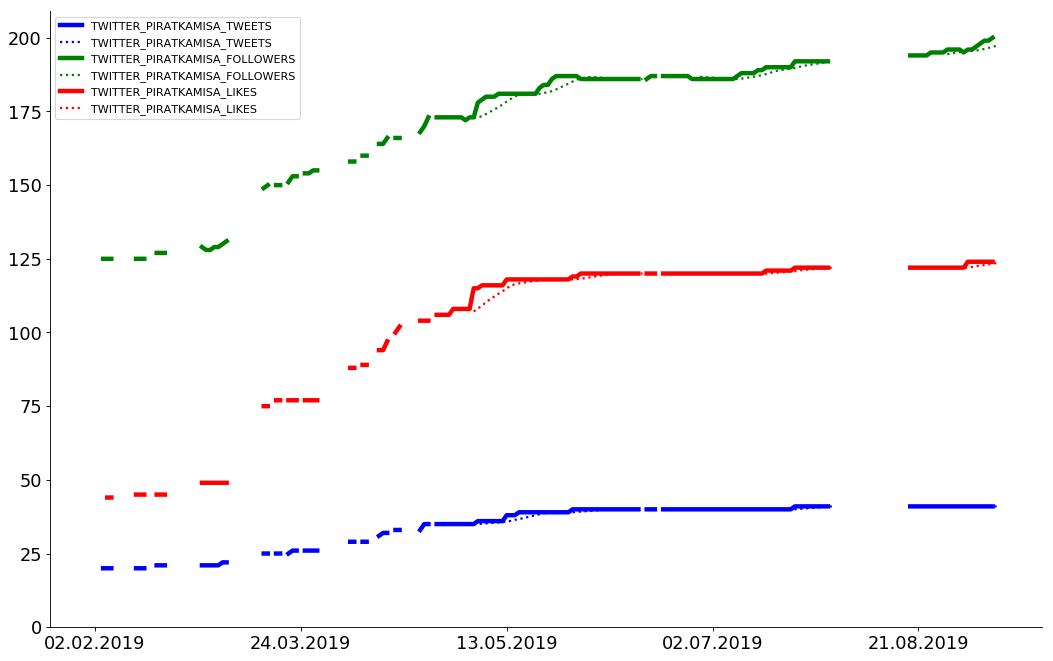 TWITTER_PIRATKAMISA_TWEETS
TWITTER_PIRATKAMISA_TWEETS
TWITTER_PIRATKAMISA_FOLLOWERS
TWITTER_PIRATKAMISA_FOLLOWERS
TWITTER_PIRATKAMISA_LIKES
TWITTER_PIRATKAMISA_LIKES
200
175
150
125
100
75
50
25
0
02.02.2019 24.03.2019 13.05.2019 02.07.2019 21.08.2019